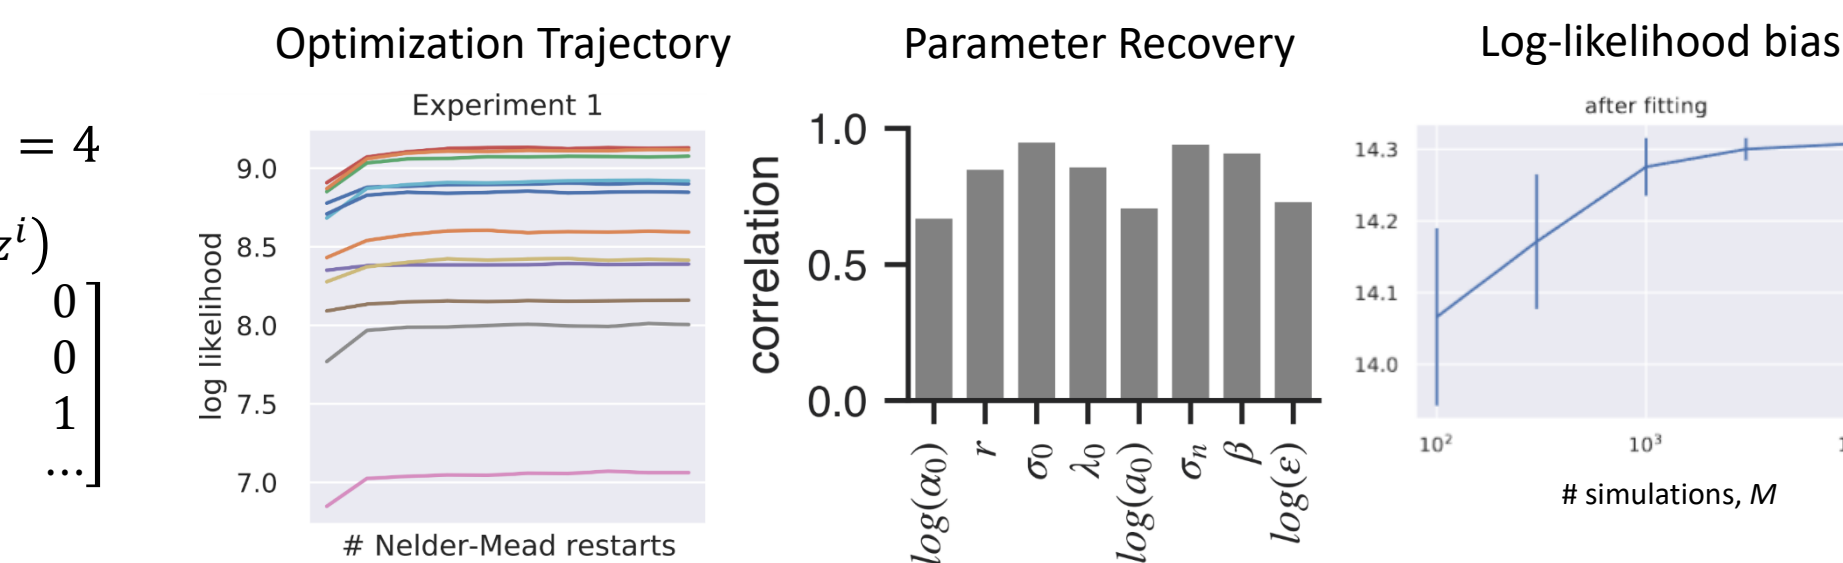 = 4
z^i)
0
0
1
...
Optimization Trajectory
Experiment 1
log likelihood
9.0
8.5
8.0
7.5
7.0
# Nelder-Mead restarts
Parameter Recovery
correlation
1.0
0.5
0.0
log(α₀)
r
σ₀
λ₀
log(a₀)
σₙ
β
log(ε)
Log-likelihood bias
after fitting
14.3
14.2
14.1
14.0
10²
10³
# simulations, M